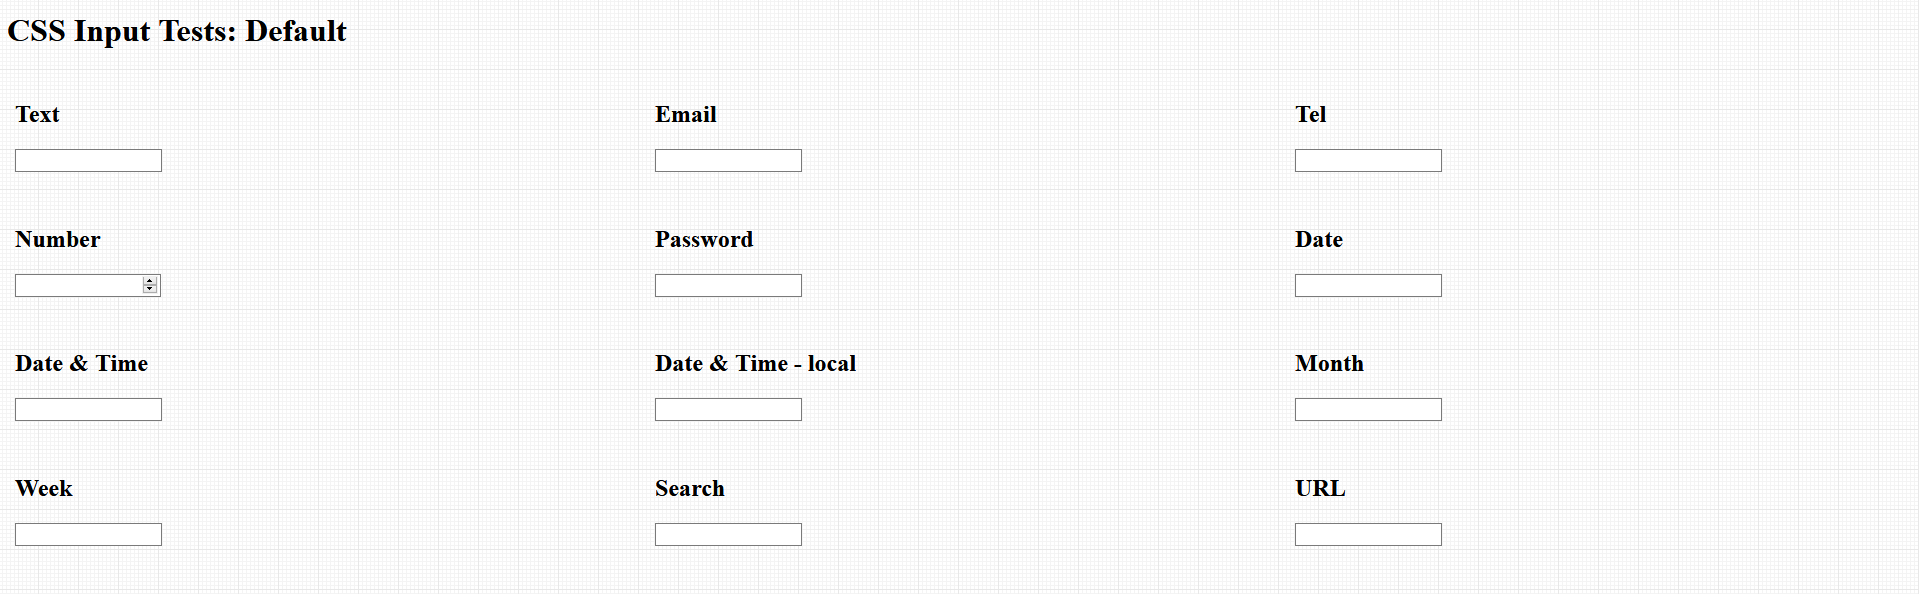 CSS Input Tests: Default
Text
Email
Tel
Number
Password
Date
Date & Time
Date & Time - local
Month
Week
Search
URL